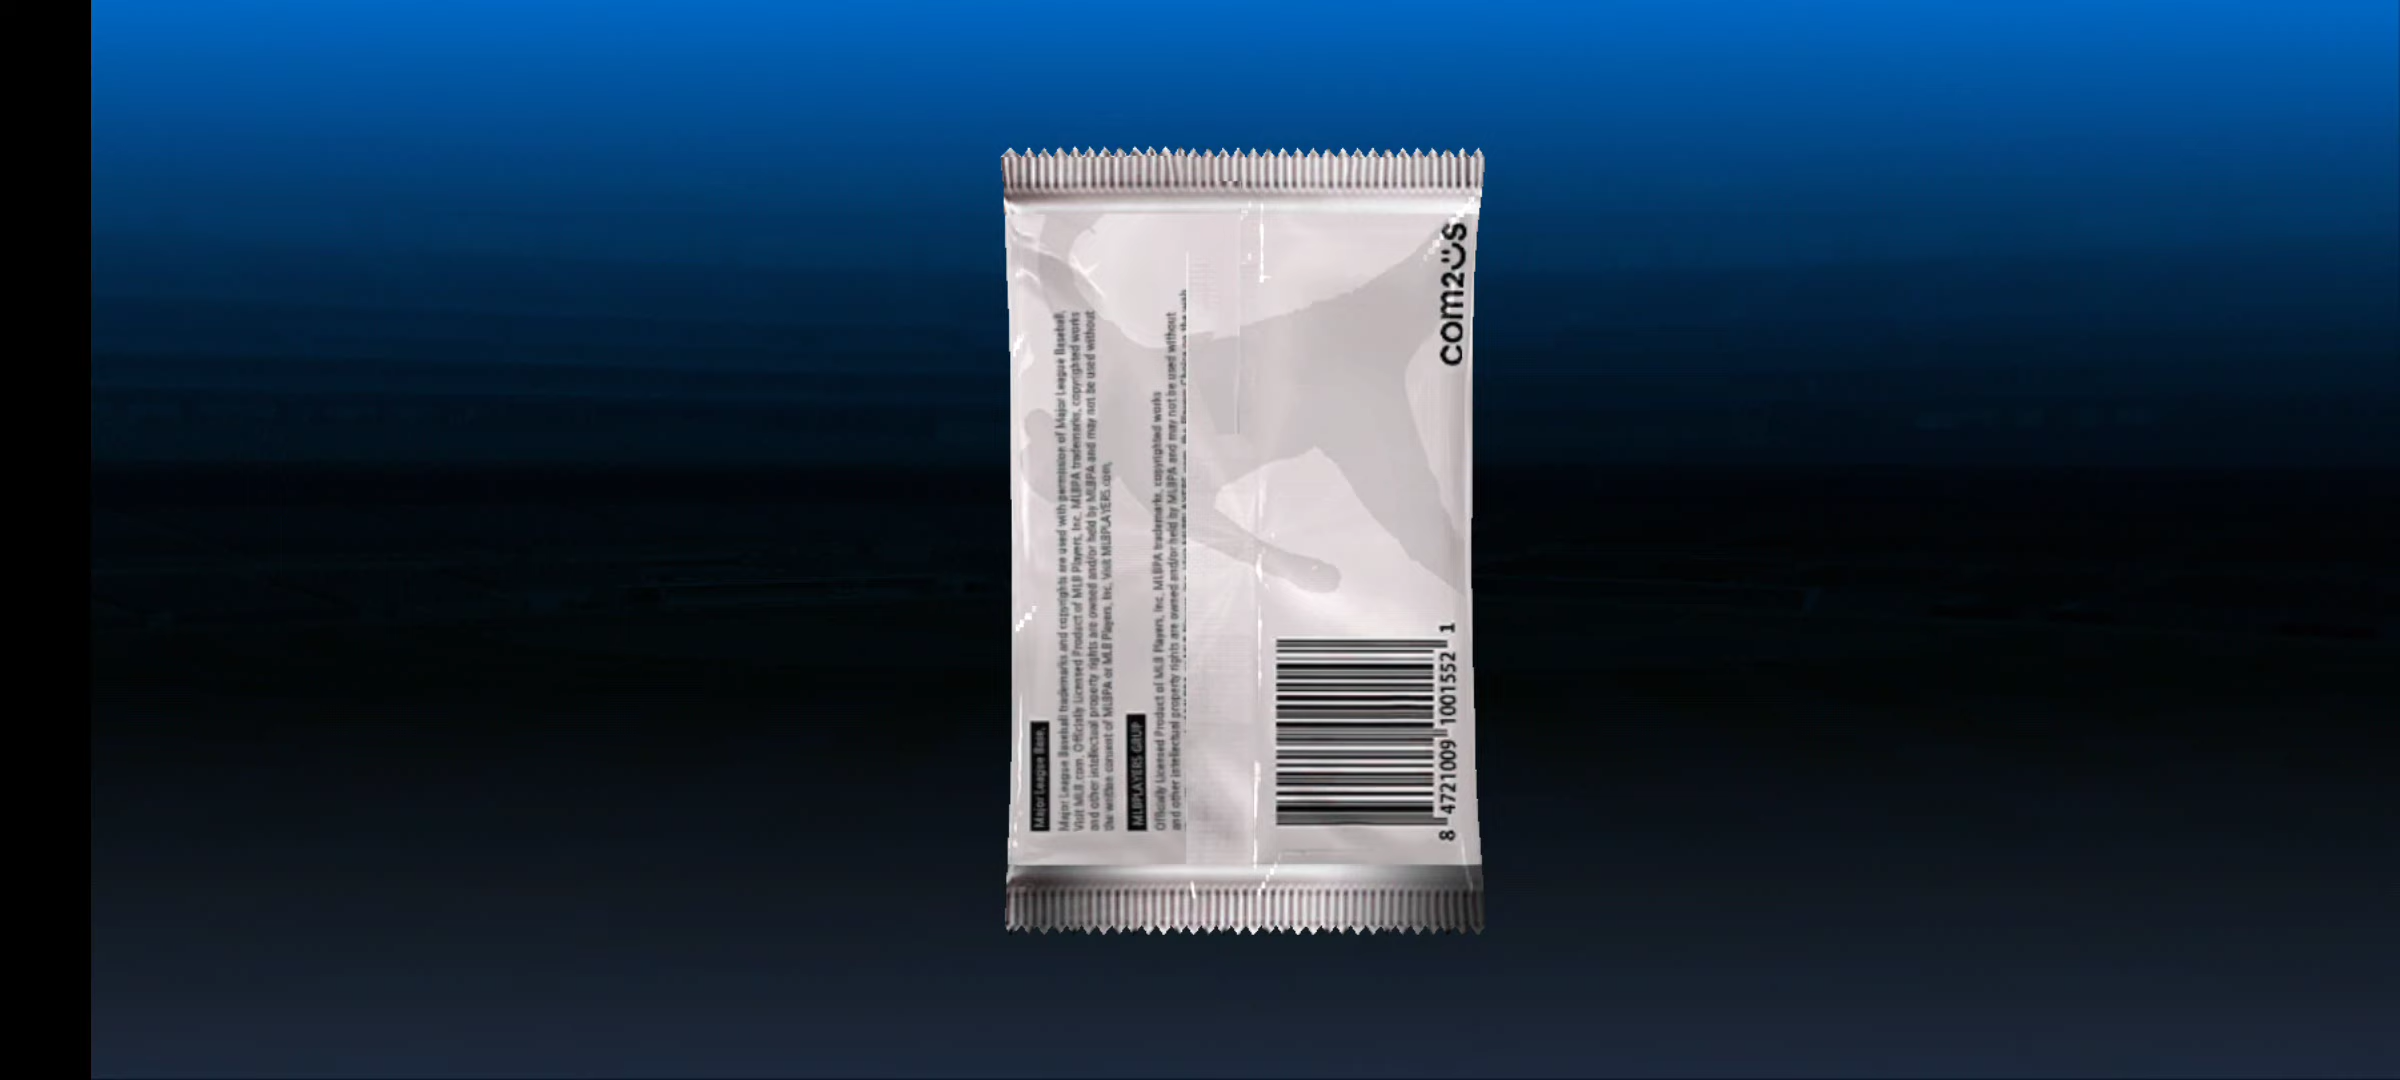 Major League Base.
Major League Baseball trademarks and copyrights are used with permission of Major League Baseball.
Visit MLB.com. Officially Licensed Product of MLB Players, Inc. MLBPA trademarks, copyrighted works
and other intellectual property rights are owned and/or held by MLBPA and may not be used without
the written consent of MLBPA or MLB Players, Inc. Visit MLBPLAYERS.com,
MLBPLAYERS. GRUP
Officially Licensed Product of MLB Players, Inc. MLBPA trademarks, copyrighted works
and other intellectual property rights are owned and/or held by MLBPA and may not be used without
com2us
8 4721009 1001552 1